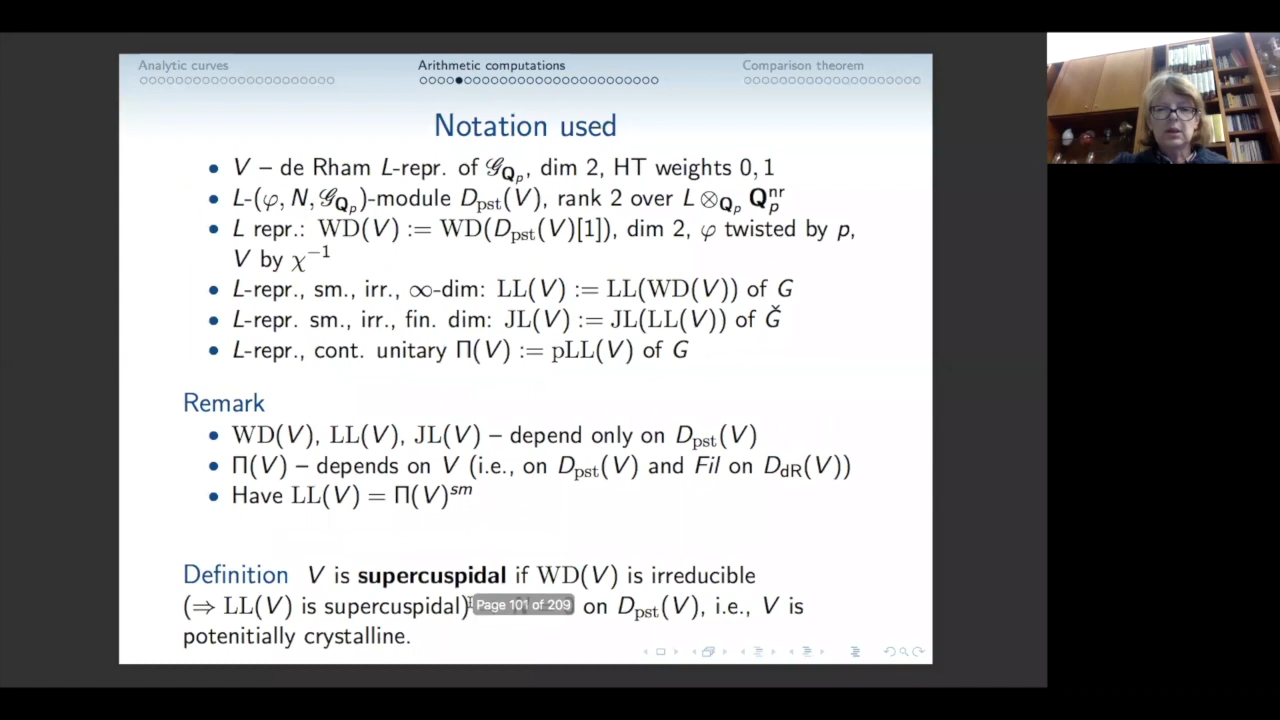 Analytic curves Arithmetic computations Comparison theorem
Notation used
• V – de Rham L-repr. of 𝒢_{𝐐_p}, dim 2, HT weights 0, 1
• L-(φ, N, 𝒢_{𝐐_p})-module D_pst(V), rank 2 over L ⊗_{𝐐_p} 𝐐_p^nr
• L repr.: WD(V) := WD(D_pst(V)[1]), dim 2, φ twisted by p,
V by χ^{−1}
• L-repr., sm., irr., ∞-dim: LL(V) := LL(WD(V)) of G
• L-repr. sm., irr., fin. dim: JL(V) := JL(LL(V)) of Ǧ
• L-repr., cont. unitary Π(V) := pLL(V) of G
Remark
• WD(V), LL(V), JL(V) – depend only on D_pst(V)
• Π(V) – depends on V (i.e., on D_pst(V) and Fil on D_dR(V))
• Have LL(V) = Π(V)^sm
Definition V is supercuspidal if WD(V) is irreducible
(⇒ LL(V) is supercuspidal) Page 101 of 209 on D_pst(V), i.e., V is
potenitially crystalline.